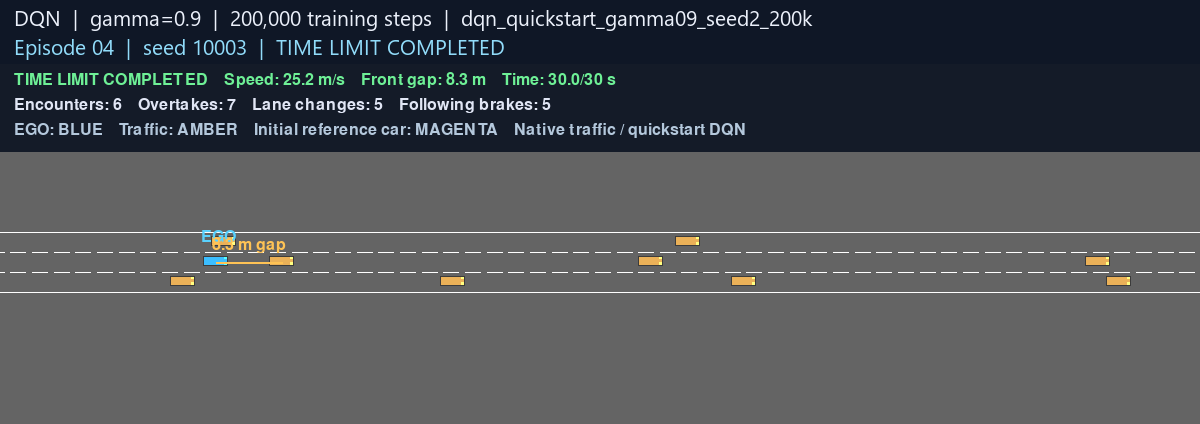 DQN | gamma=0.9 | 200,000 training steps | dqn_quickstart_gamma09_seed2_200k
Episode 04 | seed 10003 | TIME LIMIT COMPLETED
TIME LIMIT COMPLETED Speed: 25.2 m/s Front gap: 8.3 m Time: 30.0/30 s
Encounters: 6 Overtakes: 7 Lane changes: 5 Following brakes: 5
EGO: BLUE Traffic: AMBER Initial reference car: MAGENTA Native traffic / quickstart DQN
EGO
8.3 m gap